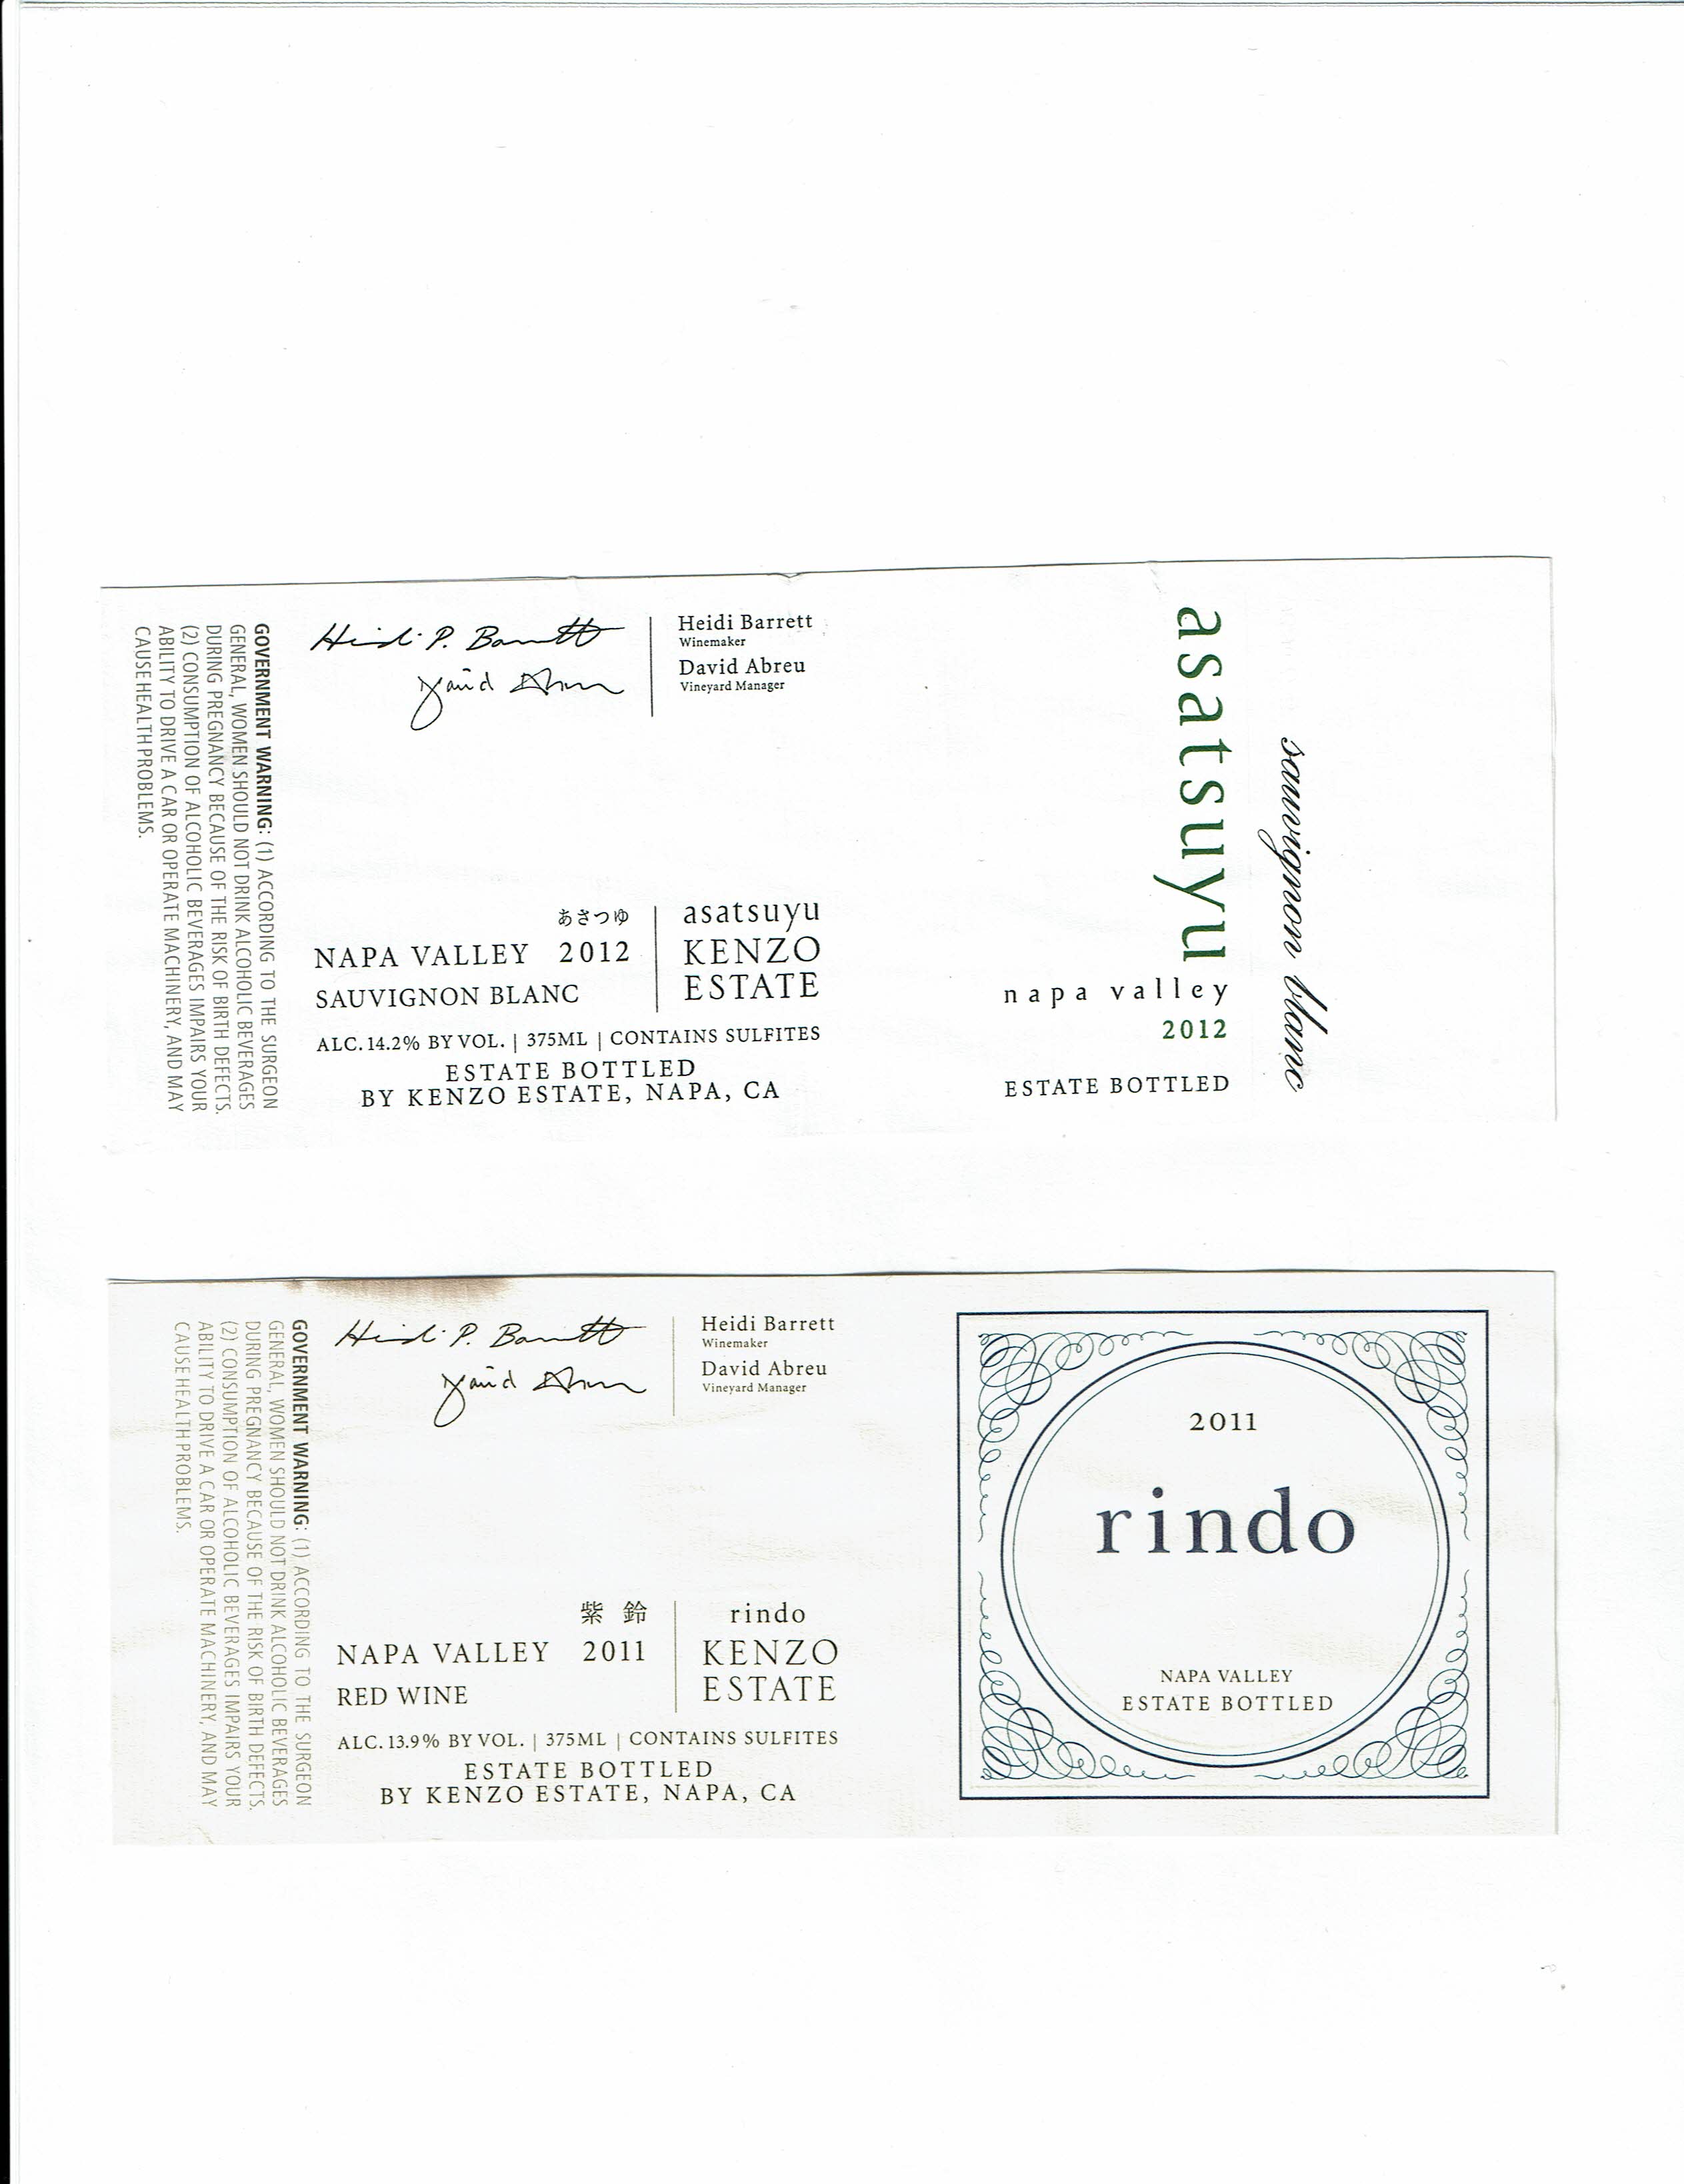 GOVERNMENT WARNING: (1) ACCORDING TO THE SURGEON
GENERAL, WOMEN SHOULD NOT DRINK ALCOHOLIC BEVERAGES
DURING PREGNANCY BECAUSE OF THE RISK OF BIRTH DEFECTS.
(2) CONSUMPTION OF ALCOHOLIC BEVERAGES IMPAIRS YOUR
ABILITY TO DRIVE A CAR OR OPERATE MACHINERY, AND MAY
CAUSE HEALTH PROBLEMS.
Heidi P. Barrett
David Abreu
Heidi Barrett
Winemaker
David Abreu
Vineyard Manager
あさつゆ
NAPA VALLEY 2012
SAUVIGNON BLANC
asatsuyu
KENZO
ESTATE
ALC. 14.2% BY VOL. | 375ML | CONTAINS SULFITES
ESTATE BOTTLED
BY KENZO ESTATE, NAPA, CA
asatsuyu
sauvignon blanc
napa valley
2012
ESTATE BOTTLED
GOVERNMENT WARNING: (1) ACCORDING TO THE SURGEON
GENERAL, WOMEN SHOULD NOT DRINK ALCOHOLIC BEVERAGES
DURING PREGNANCY BECAUSE OF THE RISK OF BIRTH DEFECTS.
(2) CONSUMPTION OF ALCOHOLIC BEVERAGES IMPAIRS YOUR
ABILITY TO DRIVE A CAR OR OPERATE MACHINERY, AND MAY
CAUSE HEALTH PROBLEMS.
Heidi P. Barrett
David Abreu
Heidi Barrett
Winemaker
David Abreu
Vineyard Manager
紫鈴
NAPA VALLEY 2011
RED WINE
rindo
KENZO
ESTATE
ALC. 13.9% BY VOL. | 375ML | CONTAINS SULFITES
ESTATE BOTTLED
BY KENZO ESTATE, NAPA, CA
2011
rindo
NAPA VALLEY
ESTATE BOTTLED